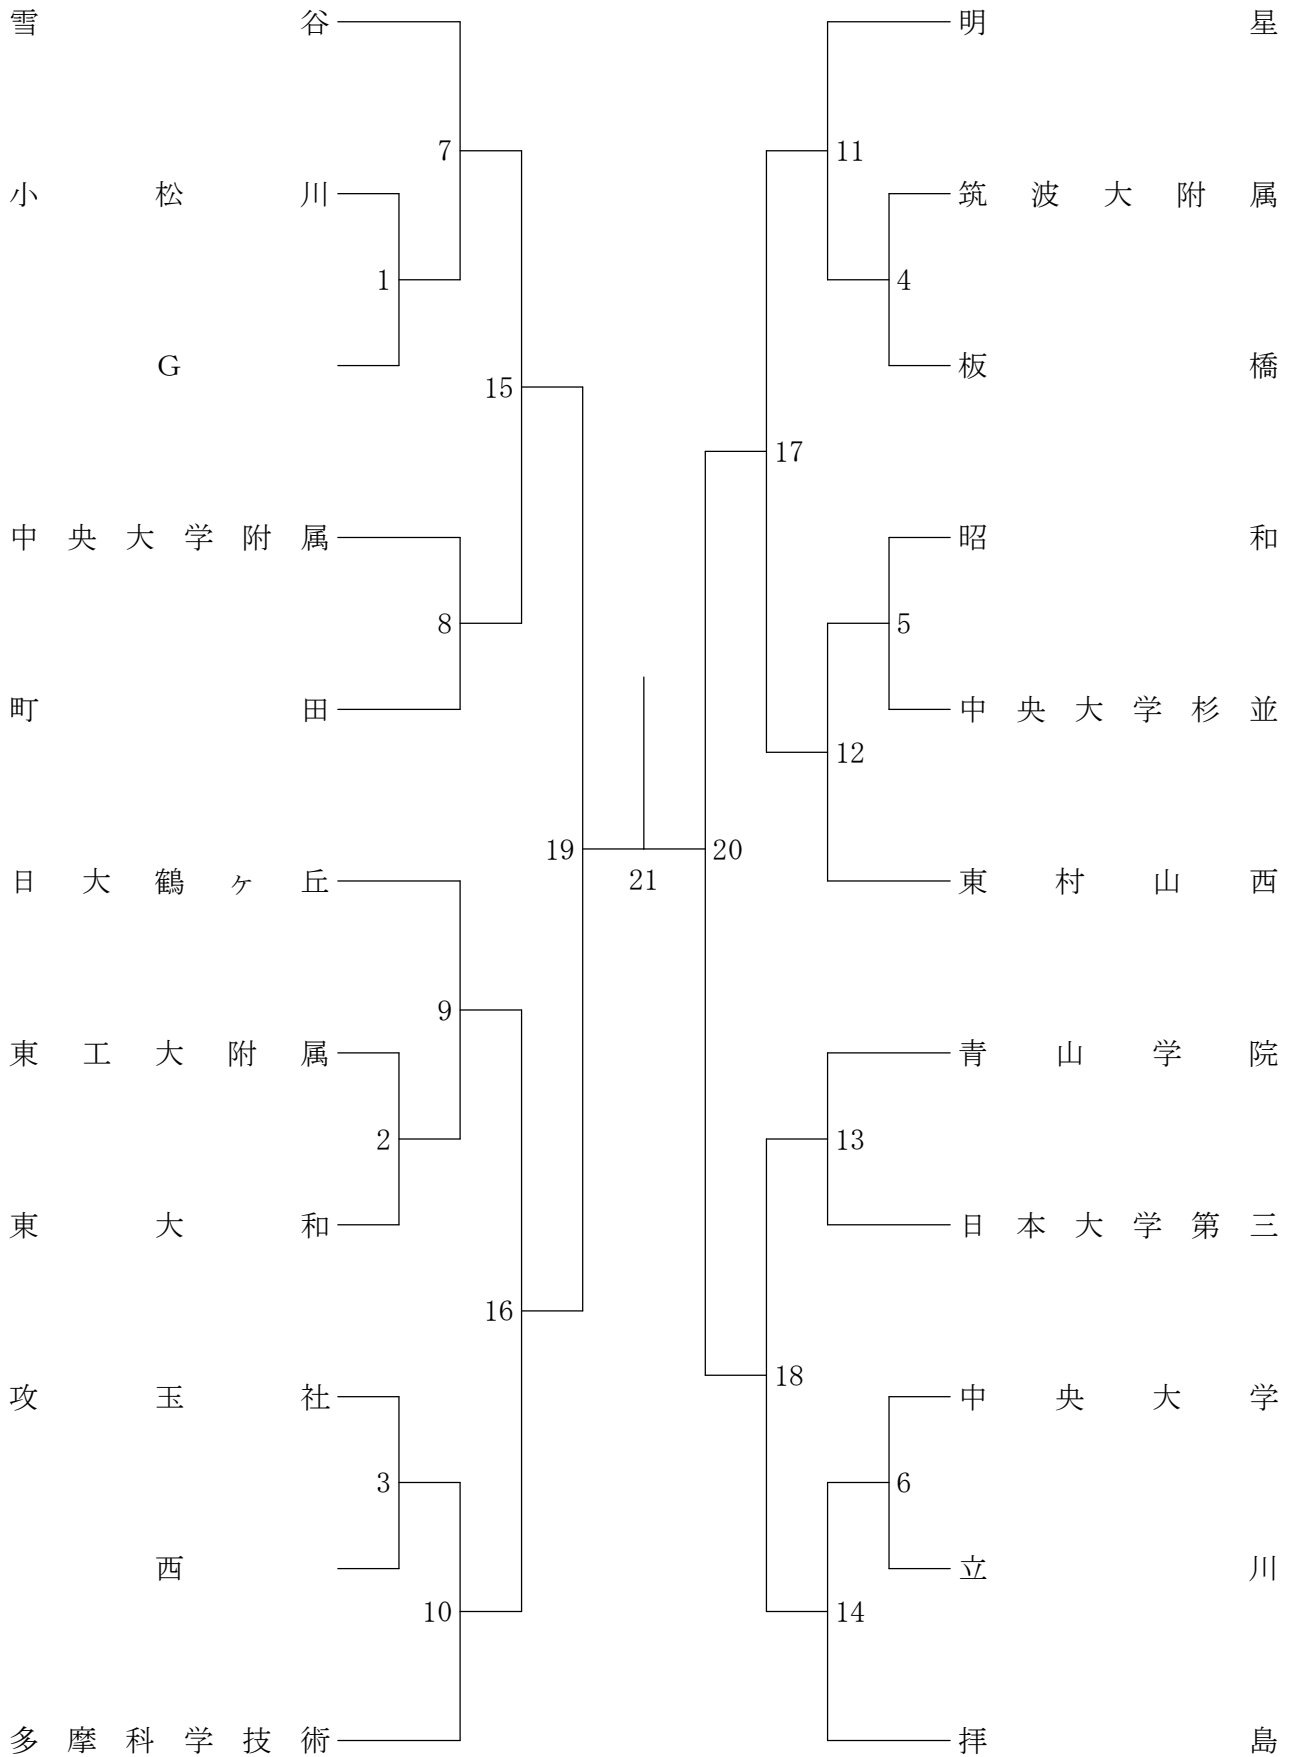 雪谷
明星
7
11
小松川
筑波大附属
1
4
G
板橋
15
17
中央大学附属
昭和
8
5
町田
中央大学杉並
12
19
20
21
日大鶴ヶ丘
東村山西
9
東工大附属
青山学院
2
13
東大和
日本大学第三
16
18
攻玉社
中央大学
3
6
西
立川
10
14
多摩科学技術
拝島